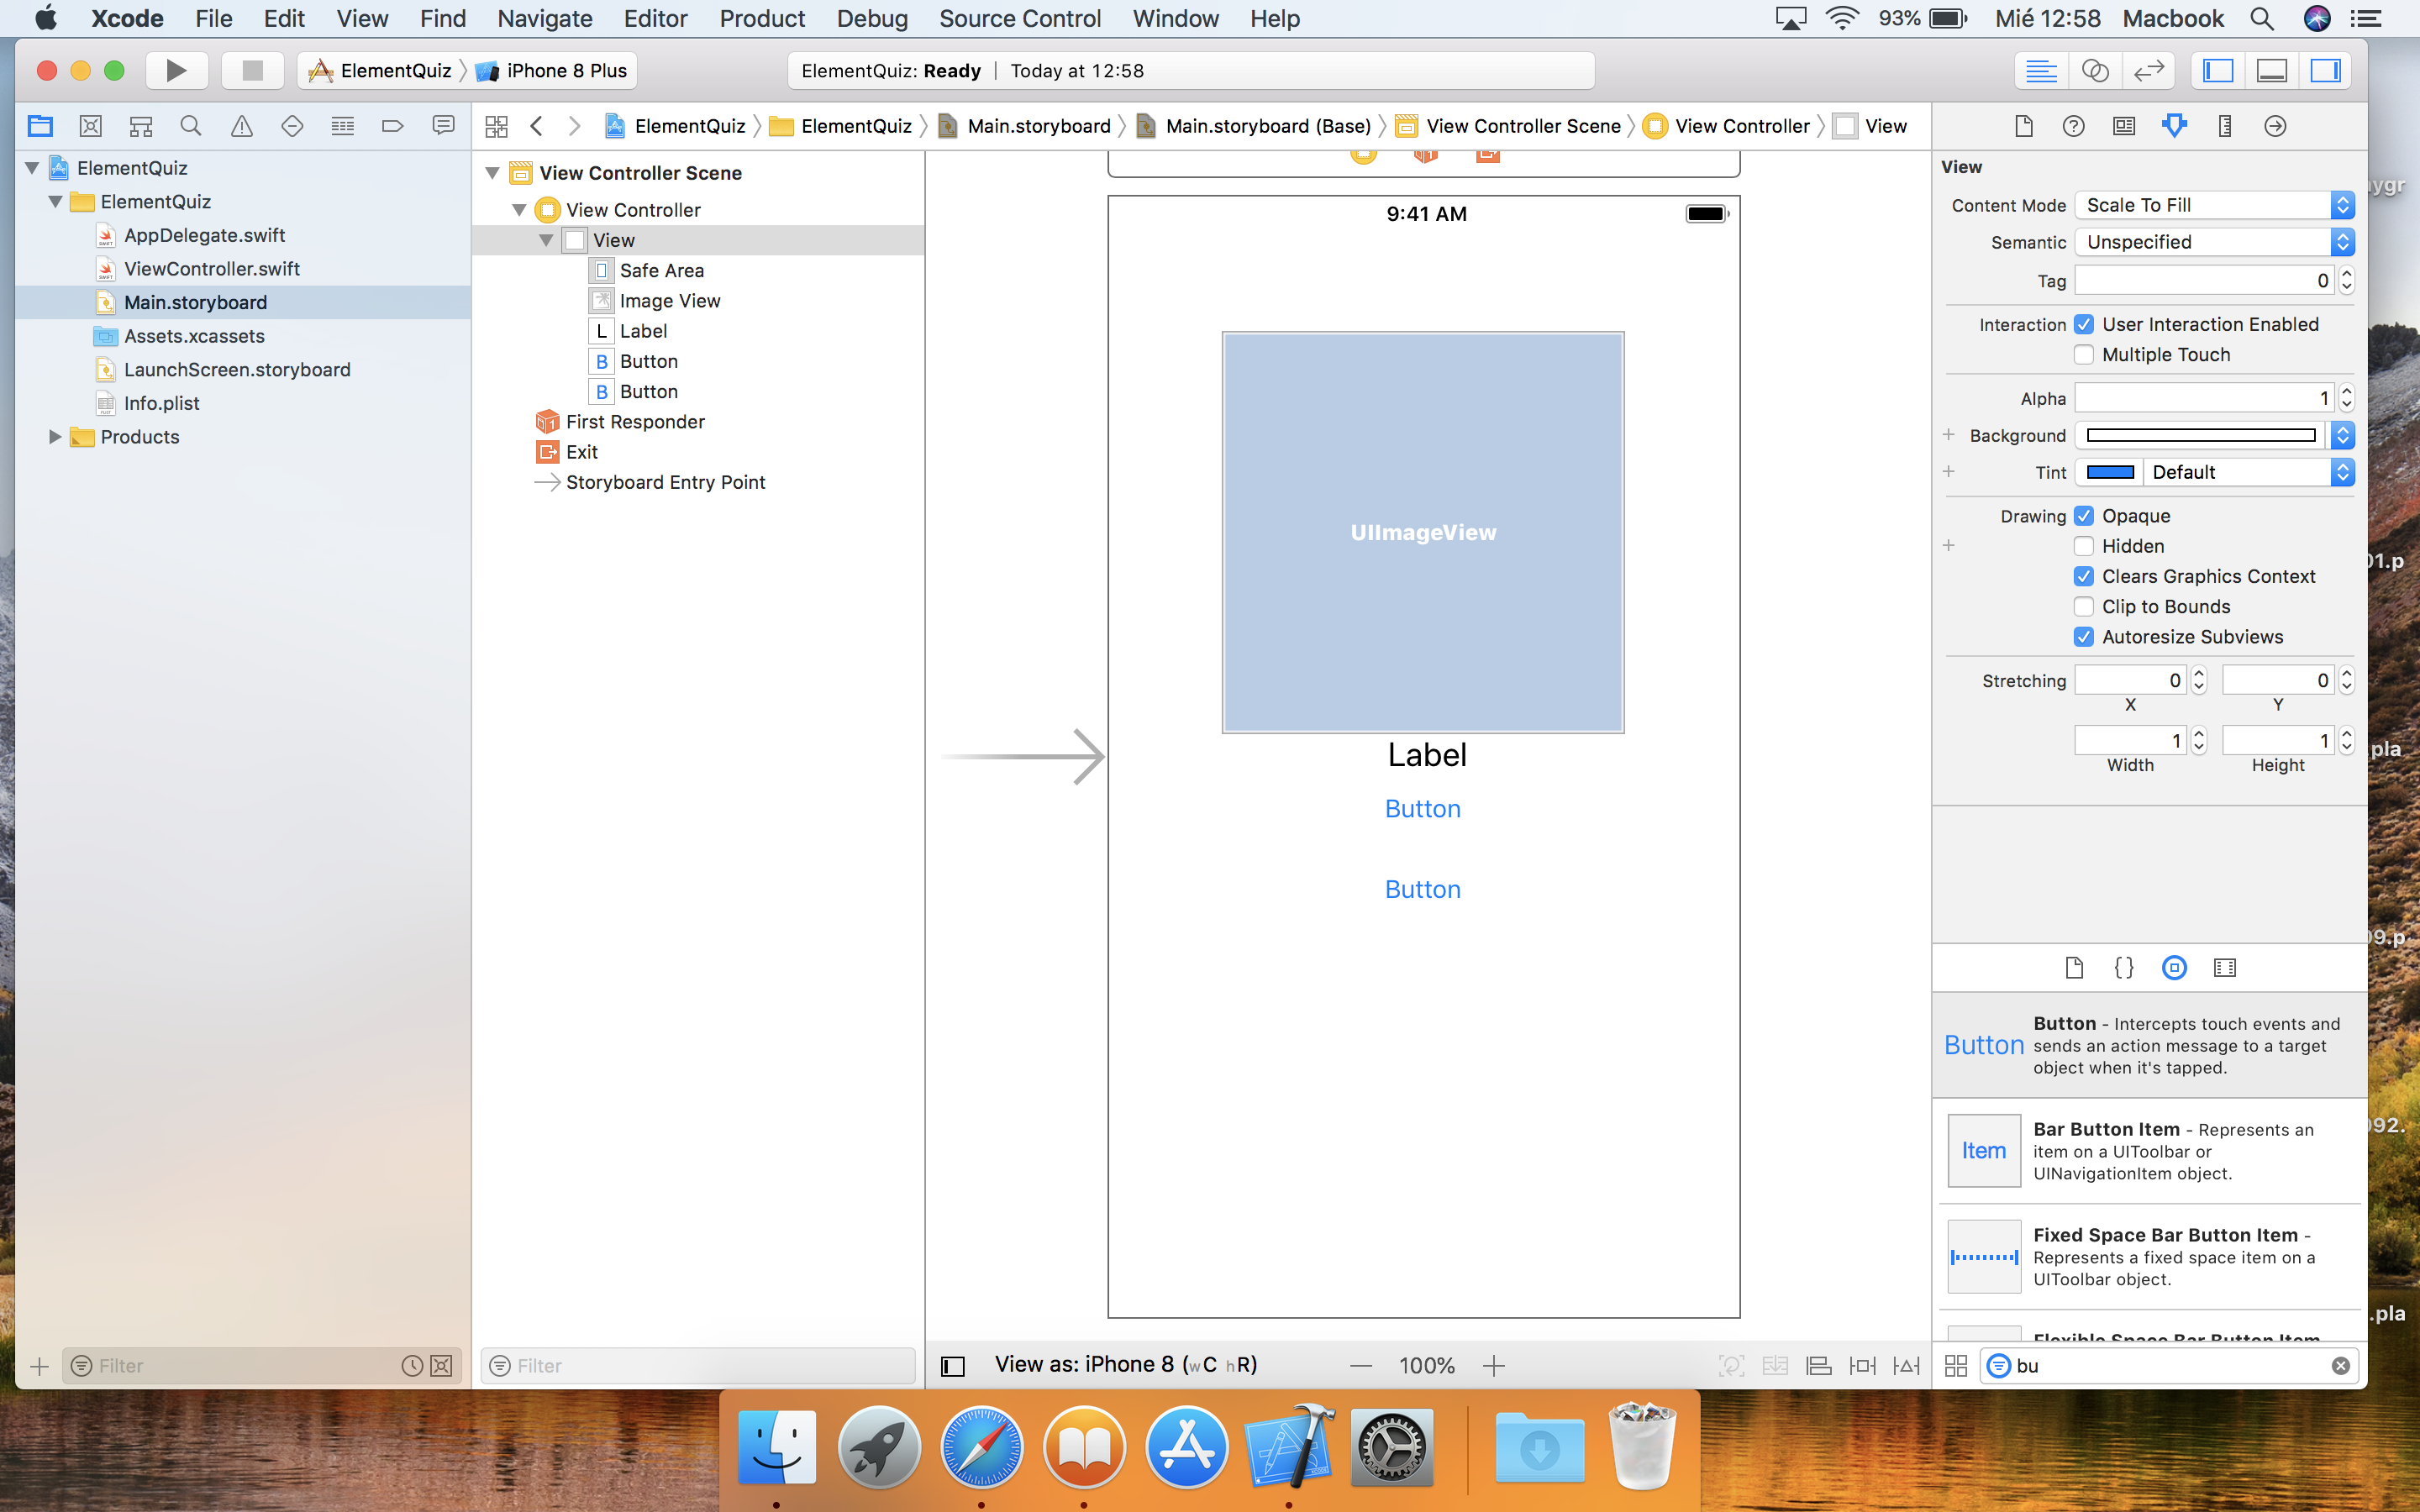 Xcode File Edit View Find Navigate Editor Product Debug Source Control Window Help 93% Mié 12:58 Macbook
ElementQuiz iPhone 8 Plus ElementQuiz: Ready | Today at 12:58
ElementQuiz ElementQuiz Main.storyboard Main.storyboard (Base) View Controller Scene View Controller View
ElementQuiz
ElementQuiz
AppDelegate.swift
ViewController.swift
Main.storyboard
Assets.xcassets
LaunchScreen.storyboard
Info.plist
Products
Filter
View Controller Scene
View Controller
View
Safe Area
Image View
L Label
B Button
B Button
First Responder
Exit
Storyboard Entry Point
Filter
9:41 AM
UIImageView
Label
Button
Button
View as: iPhone 8 (wC hR) 100%
View
Content Mode Scale To Fill
Semantic Unspecified
Tag 0
Interaction User Interaction Enabled
Multiple Touch
Alpha 1
Background
Tint Default
Drawing Opaque
Hidden
Clears Graphics Context
Clip to Bounds
Autoresize Subviews
Stretching 0 0
X Y
1 1
Width Height
Button Button - Intercepts touch events and
sends an action message to a target
object when it's tapped.
Item Bar Button Item - Represents an
item on a UIToolbar or
UINavigationItem object.
Fixed Space Bar Button Item -
Represents a fixed space item on a
UIToolbar object.
Flexible Space Bar Button Item
bu
ygr
01.p
.pla
09.p
092.
.pla